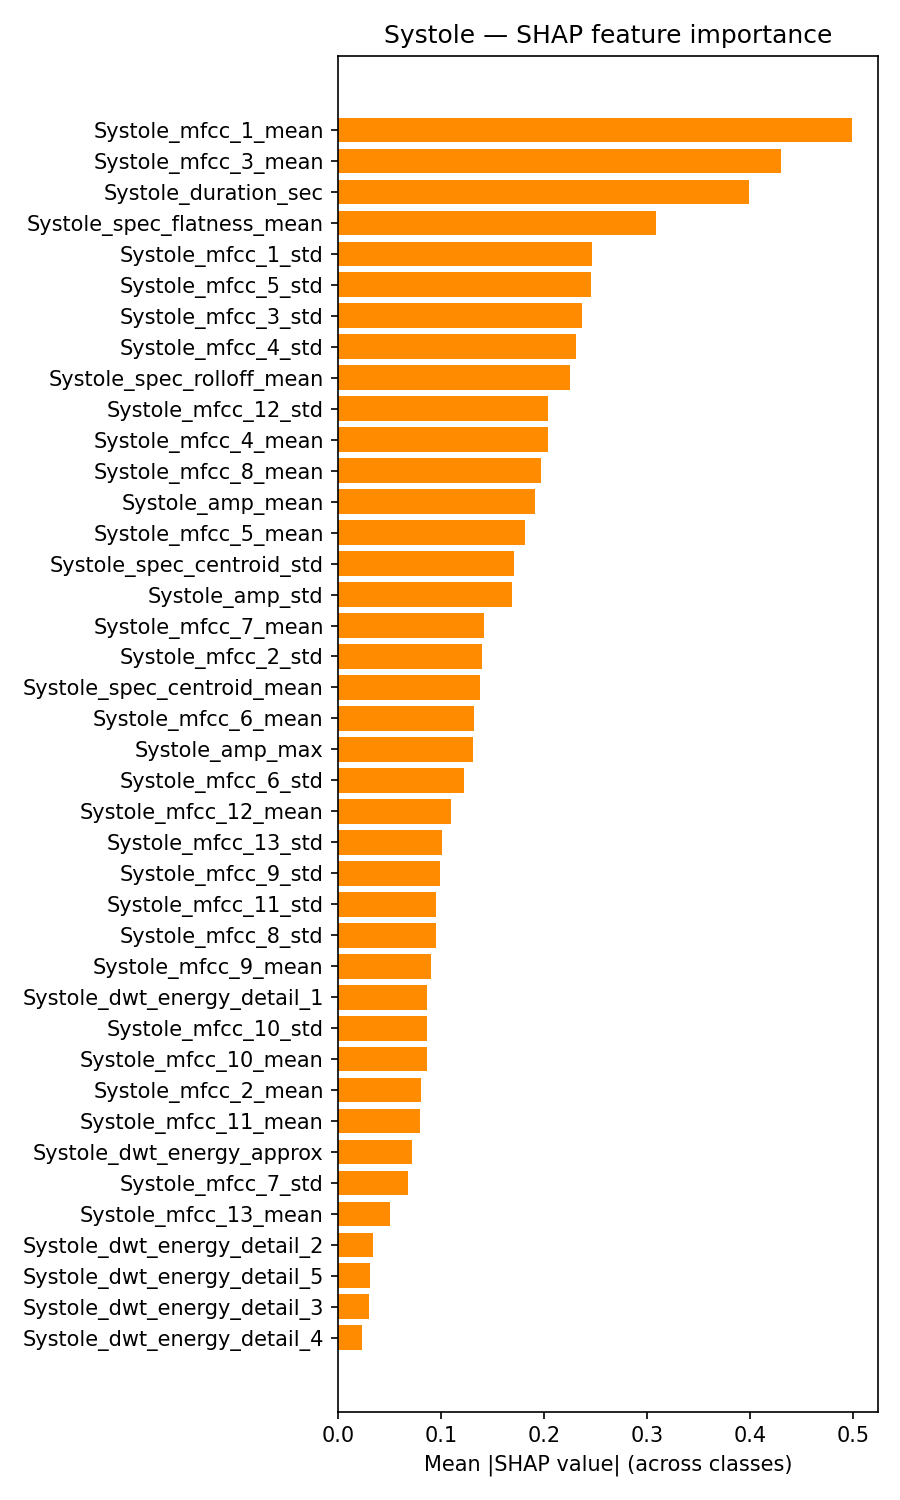 Systole — SHAP feature importance
Systole_mfcc_1_mean
Systole_mfcc_3_mean
Systole_duration_sec
Systole_spec_flatness_mean
Systole_mfcc_1_std
Systole_mfcc_5_std
Systole_mfcc_3_std
Systole_mfcc_4_std
Systole_spec_rolloff_mean
Systole_mfcc_12_std
Systole_mfcc_4_mean
Systole_mfcc_8_mean
Systole_amp_mean
Systole_mfcc_5_mean
Systole_spec_centroid_std
Systole_amp_std
Systole_mfcc_7_mean
Systole_mfcc_2_std
Systole_spec_centroid_mean
Systole_mfcc_6_mean
Systole_amp_max
Systole_mfcc_6_std
Systole_mfcc_12_mean
Systole_mfcc_13_std
Systole_mfcc_9_std
Systole_mfcc_11_std
Systole_mfcc_8_std
Systole_mfcc_9_mean
Systole_dwt_energy_detail_1
Systole_mfcc_10_std
Systole_mfcc_10_mean
Systole_mfcc_2_mean
Systole_mfcc_11_mean
Systole_dwt_energy_approx
Systole_mfcc_7_std
Systole_mfcc_13_mean
Systole_dwt_energy_detail_2
Systole_dwt_energy_detail_5
Systole_dwt_energy_detail_3
Systole_dwt_energy_detail_4
0.0 0.1 0.2 0.3 0.4 0.5
Mean |SHAP value| (across classes)